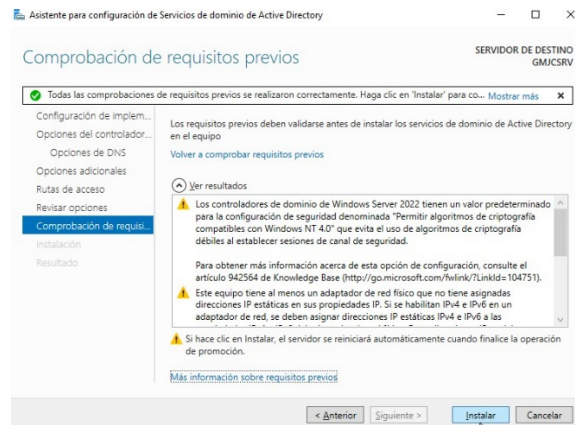 Asistente para configuración de Servicios de dominio de Active Directory
Comprobación de requisitos previos
SERVIDOR DE DESTINO
GMJCSRV
Todas las comprobaciones de requisitos previos se realizaron correctamente. Haga clic en 'Instalar' para co... Mostrar más
Configuración de implem...
Opciones del controlador...
Opciones de DNS
Opciones adicionales
Rutas de acceso
Revisar opciones
Comprobación de requisi...
Instalación
Resultado
Los requisitos previos deben validarse antes de instalar los servicios de dominio de Active Directory
en el equipo
Volver a comprobar requisitos previos
Ver resultados
Los controladores de dominio de Windows Server 2022 tienen un valor predeterminado
para la configuración de seguridad denominada "Permitir algoritmos de criptografía
compatibles con Windows NT 4.0" que evita el uso de algoritmos de criptografía
débiles al establecer sesiones de canal de seguridad.
Para obtener más información acerca de esta opción de configuración, consulte el
artículo 942564 de Knowledge Base (http://go.microsoft.com/fwlink/?LinkId=104751).
Este equipo tiene al menos un adaptador de red físico que no tiene asignadas
direcciones IP estáticas en sus propiedades IP. Si se habilitan IPv4 e IPv6 en un
adaptador de red, se deben asignar direcciones IP estáticas IPv4 e IPv6 a las
Si hace clic en Instalar, el servidor se reiniciará automáticamente cuando finalice la operación
de promoción.
Más información sobre requisitos previos
< Anterior
Siguiente >
Instalar
Cancelar